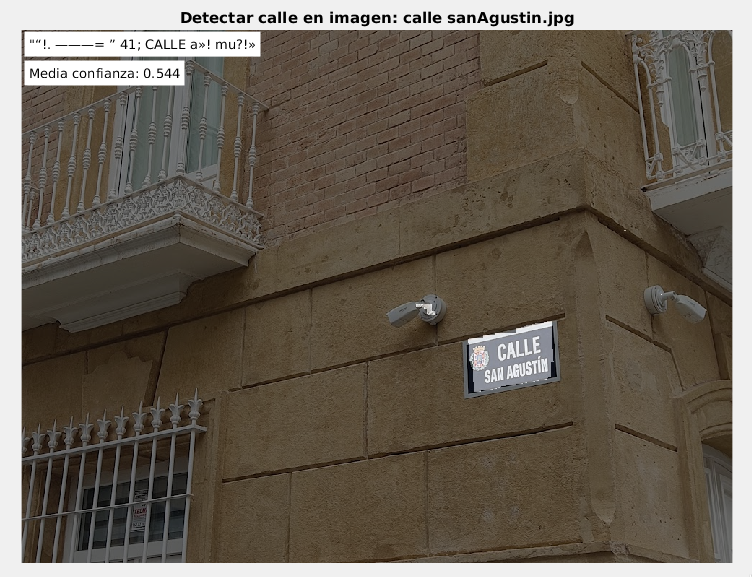 Detectar calle en imagen: calle sanAgustin.jpg
"“!. ———= ” 41; CALLE a»! mu?!»
Media confianza: 0.544
CALLE
SAN AGUSTÍN